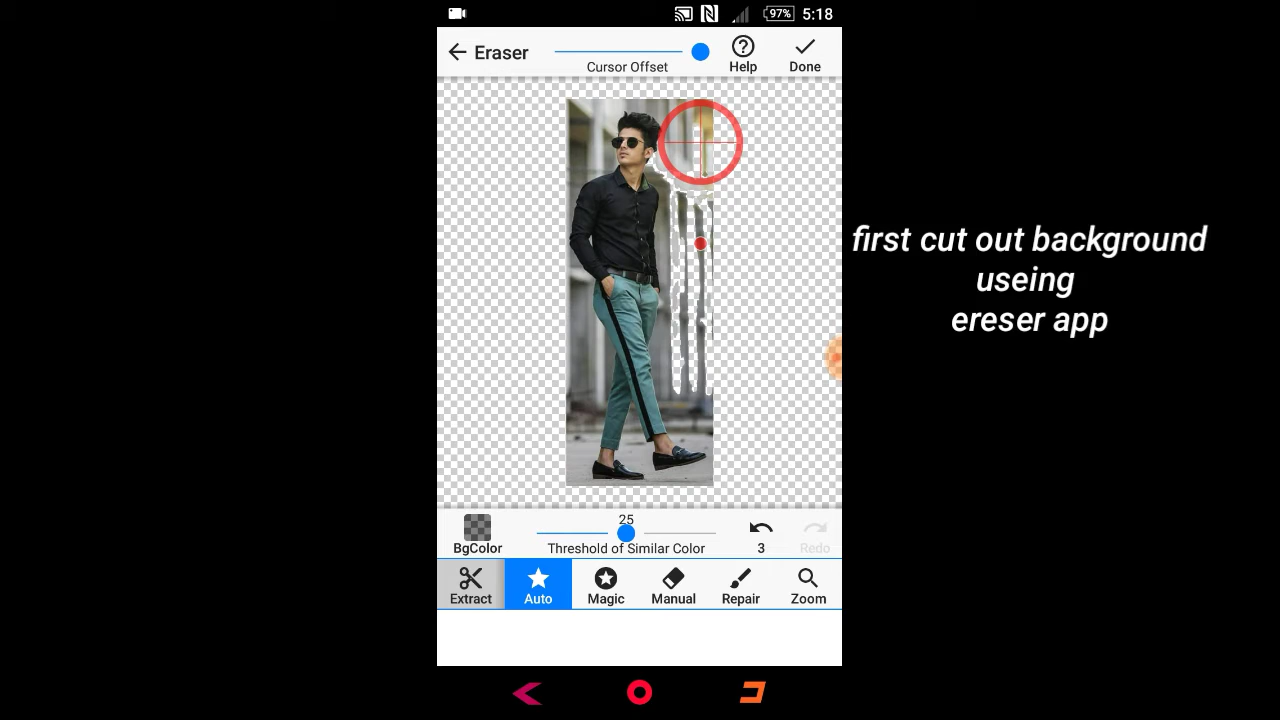 97% 5:18
Eraser
Cursor Offset
Help
Done
first cut out background
useing
ereser app
BgColor
25
Threshold of Similar Color
3
Redo
Extract
Auto
Magic
Manual
Repair
Zoom